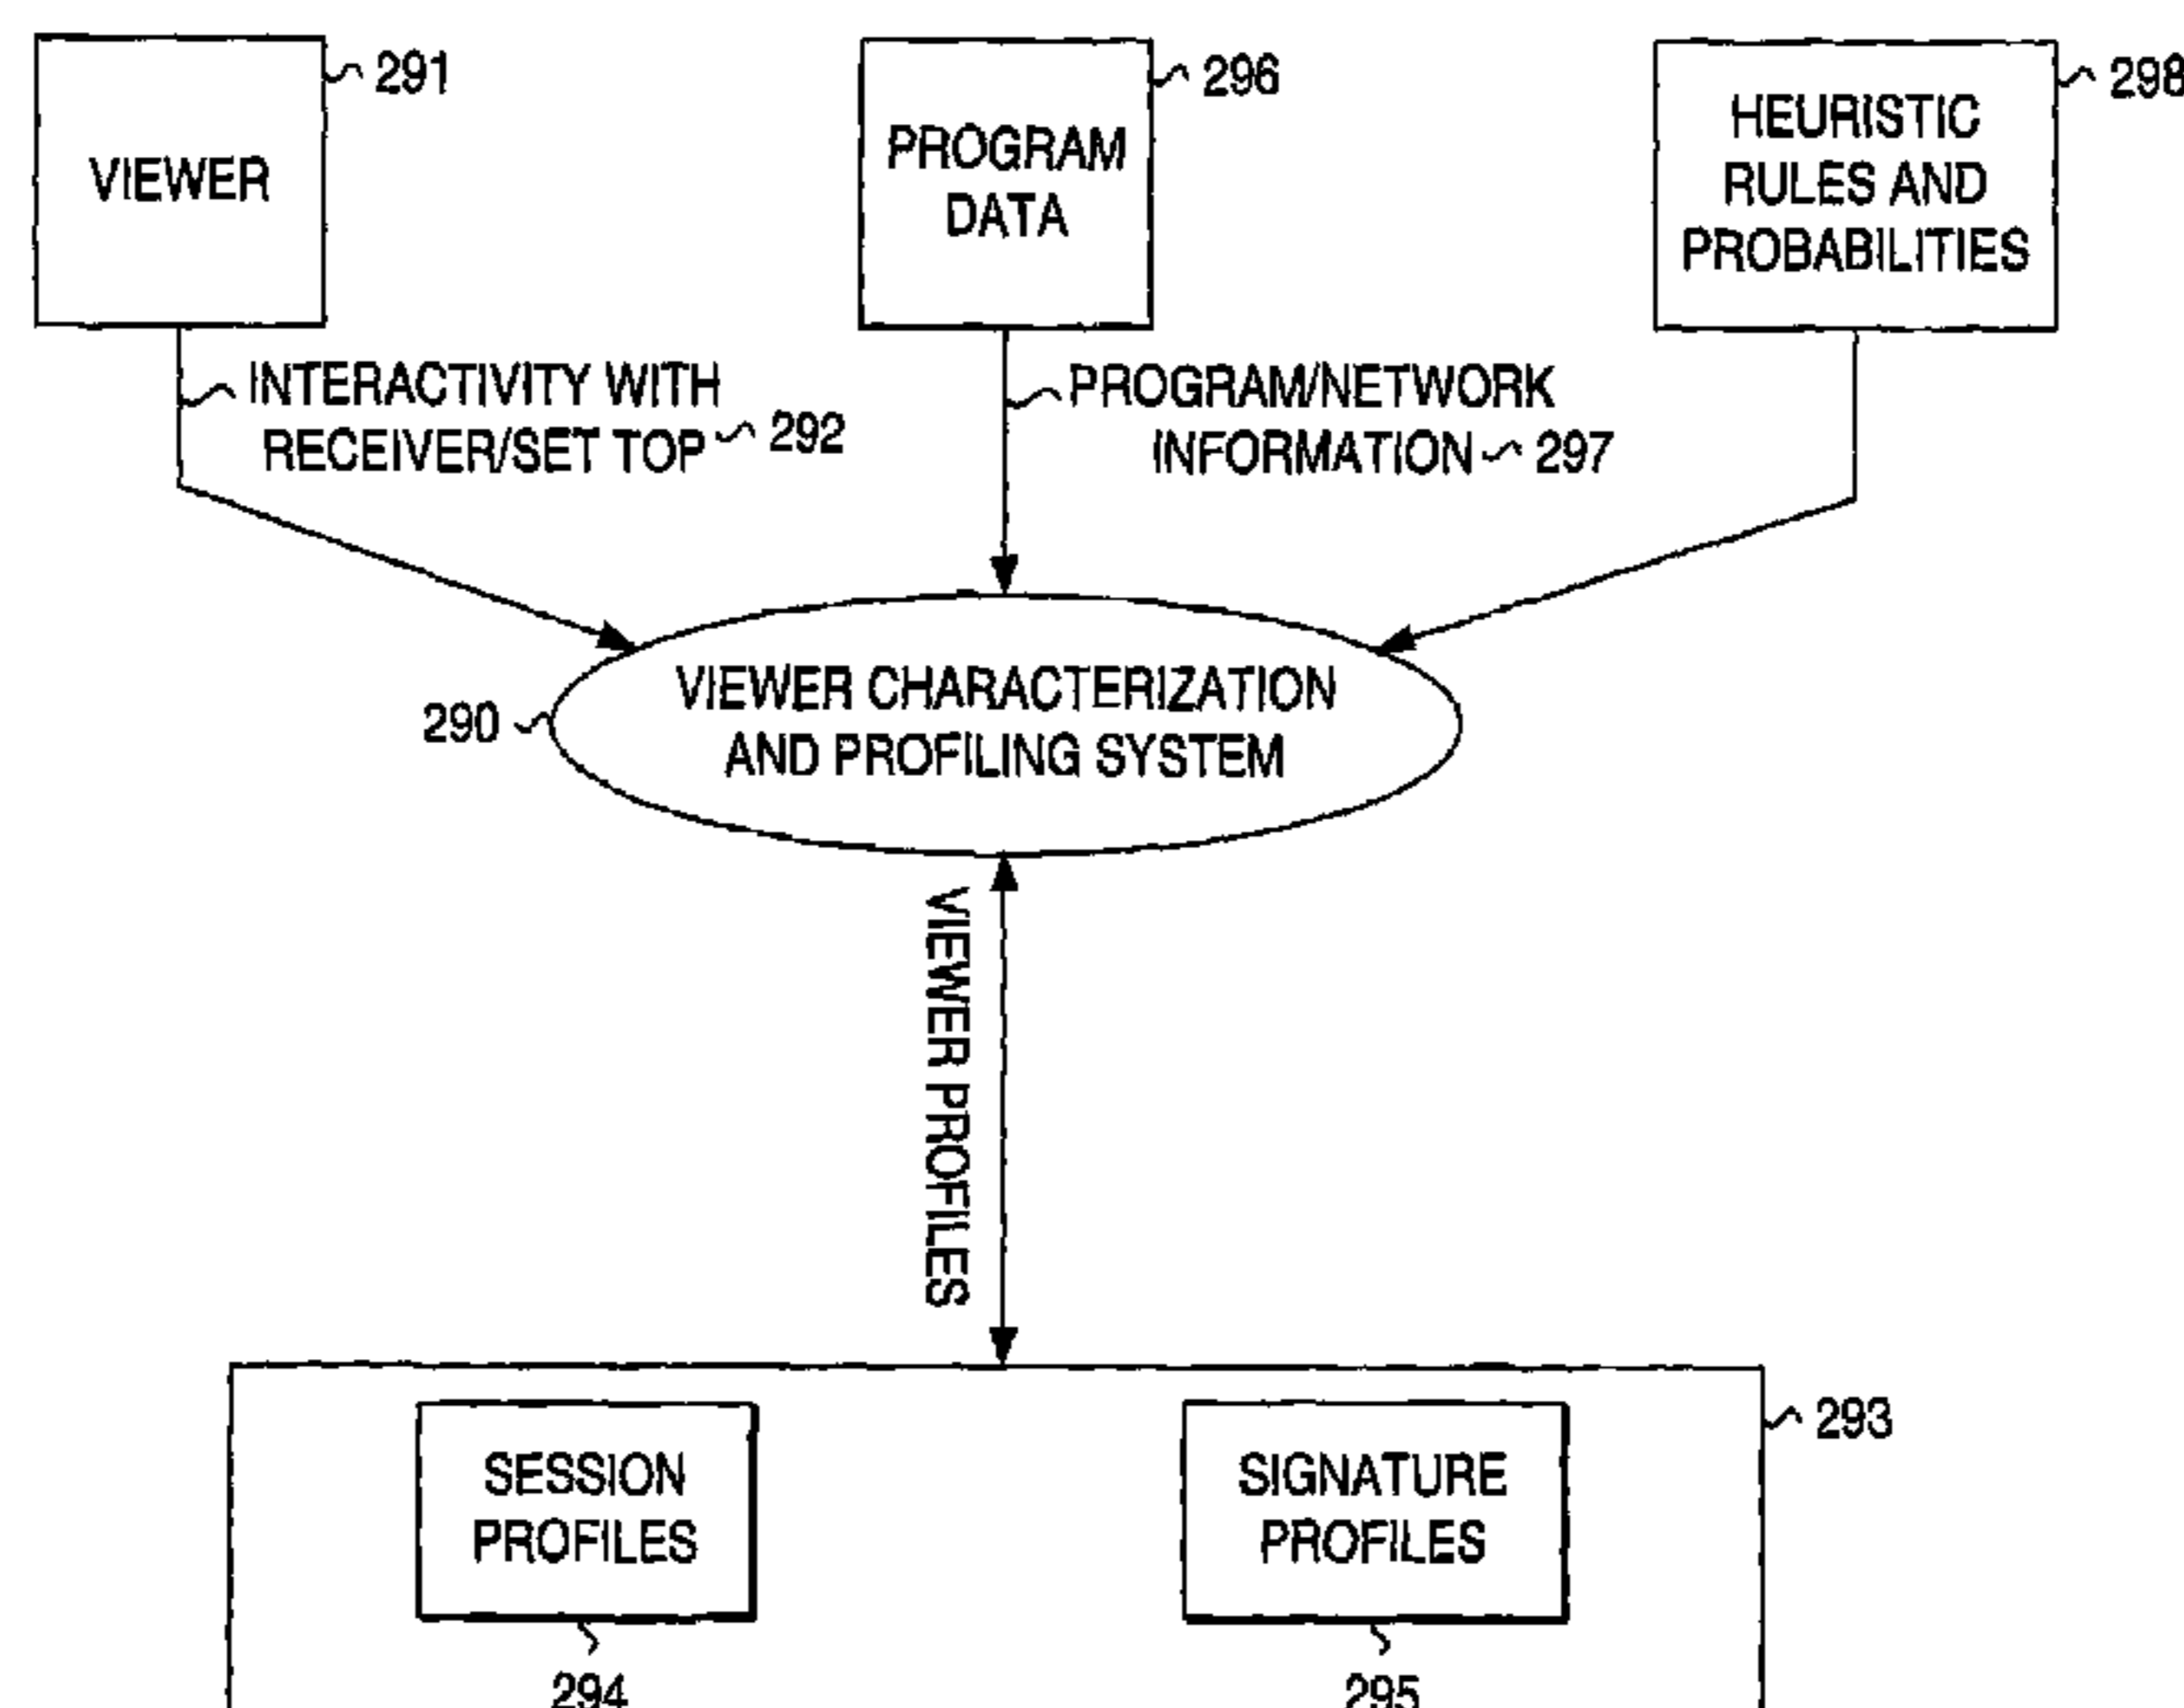 VIEWER
291
PROGRAM
DATA
296
HEURISTIC
RULES AND
PROBABILITIES
298
INTERACTIVITY WITH
RECEIVER/SET TOP 292
PROGRAM/NETWORK
INFORMATION 297
290
VIEWER CHARACTERIZATION
AND PROFILING SYSTEM
VIEWER PROFILES
293
SESSION
PROFILES
294
SIGNATURE
PROFILES
295